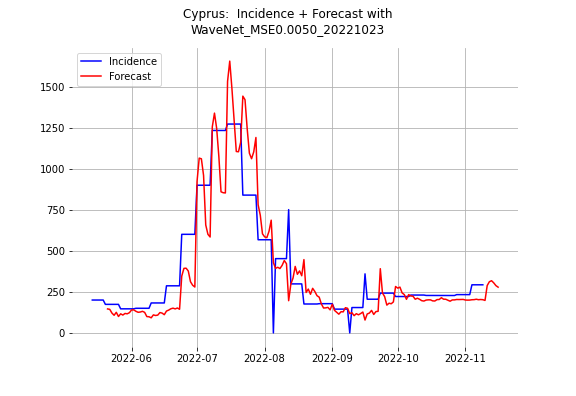 Cyprus:  Incidence + Forecast with
WaveNet_MSE0.0050_20221023
Incidence
Forecast
1500
1250
1000
750
500
250
0
2022-06 2022-07 2022-08 2022-09 2022-10 2022-11